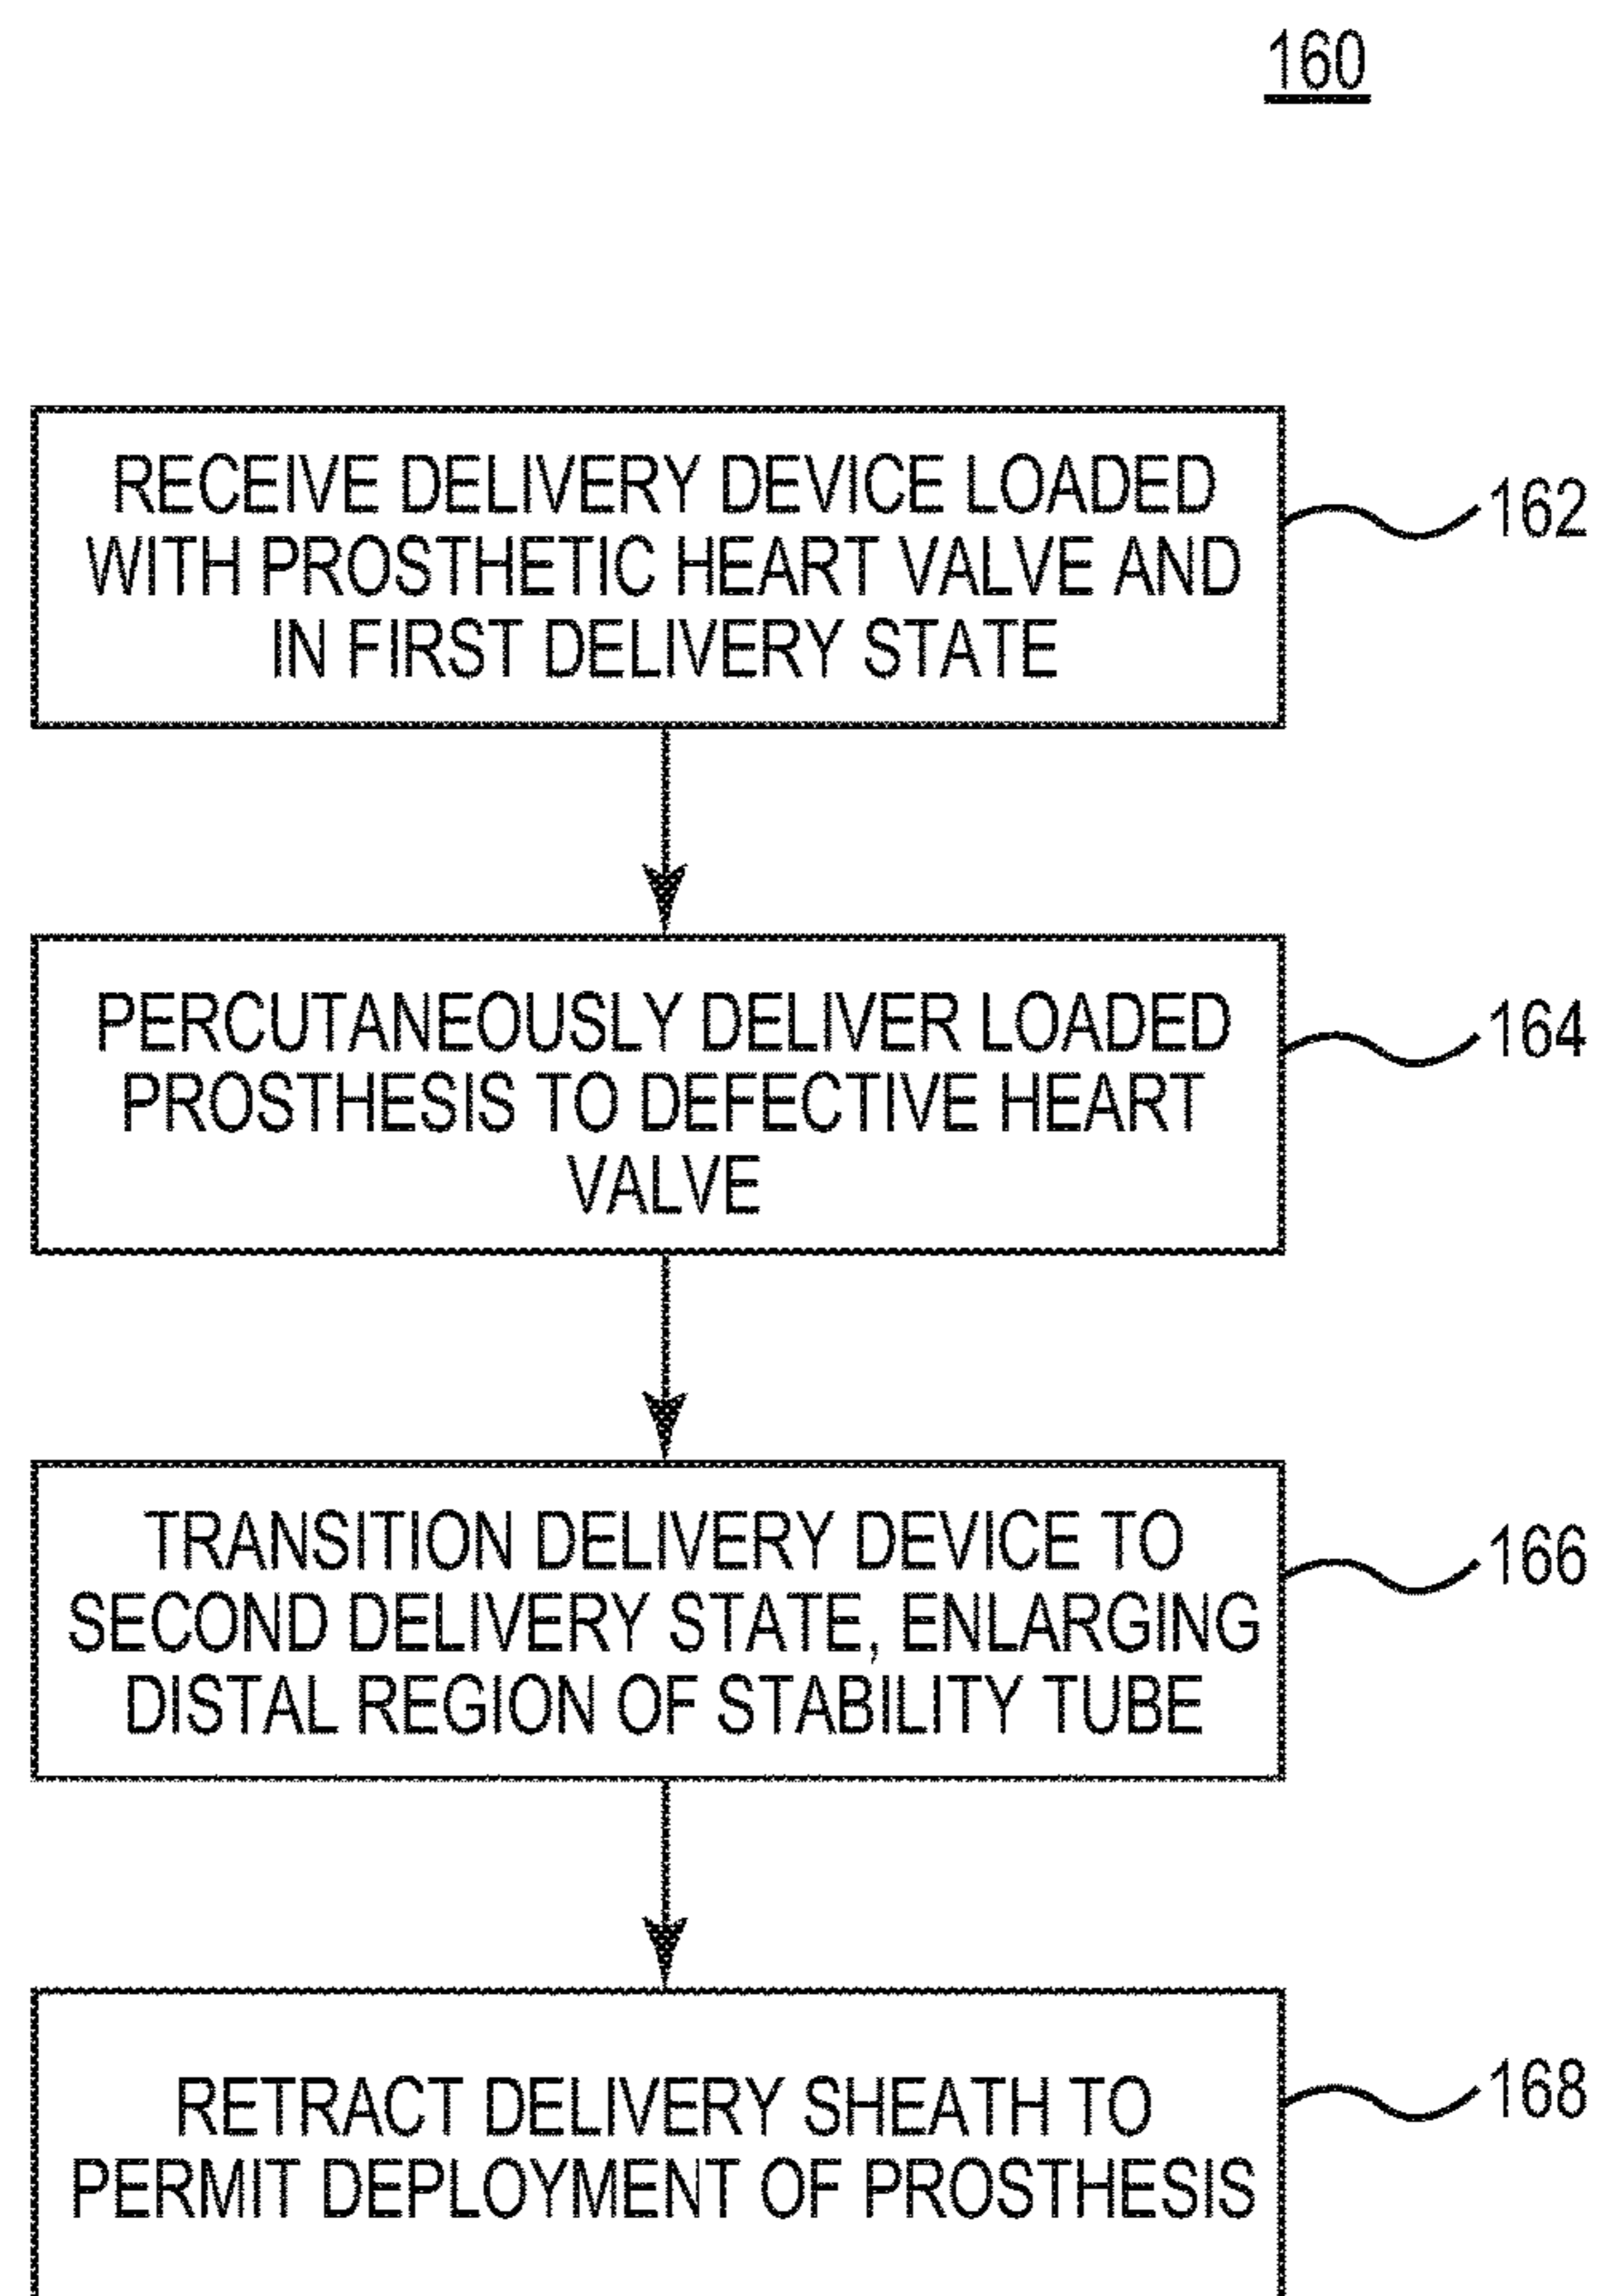 160
RECEIVE DELIVERY DEVICE LOADED
WITH PROSTHETIC HEART VALVE AND
IN FIRST DELIVERY STATE
162
PERCUTANEOUSLY DELIVER LOADED
PROSTHESIS TO DEFECTIVE HEART
VALVE
164
TRANSITION DELIVERY DEVICE TO
SECOND DELIVERY STATE, ENLARGING
DISTAL REGION OF STABILITY TUBE
166
RETRACT DELIVERY SHEATH TO
PERMIT DEPLOYMENT OF PROSTHESIS
168